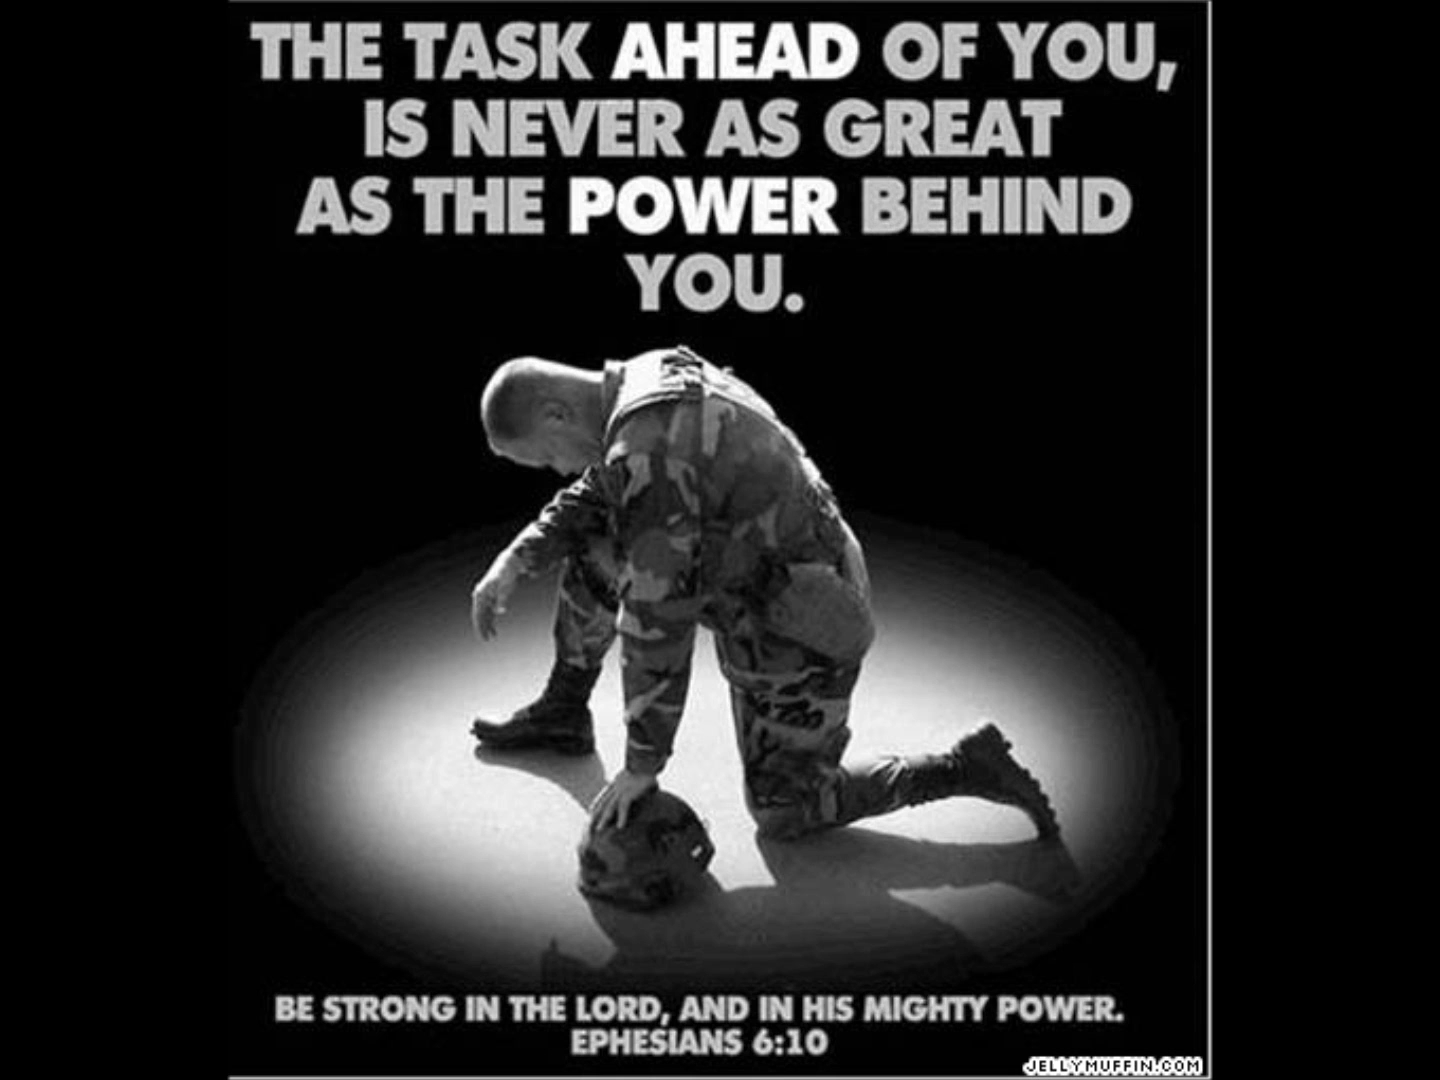 THE TASK AHEAD OF YOU,
IS NEVER AS GREAT
AS THE POWER BEHIND
YOU.
BE STRONG IN THE LORD, AND IN HIS MIGHTY POWER.
EPHESIANS 6:10
JELLYMUFFIN.COM